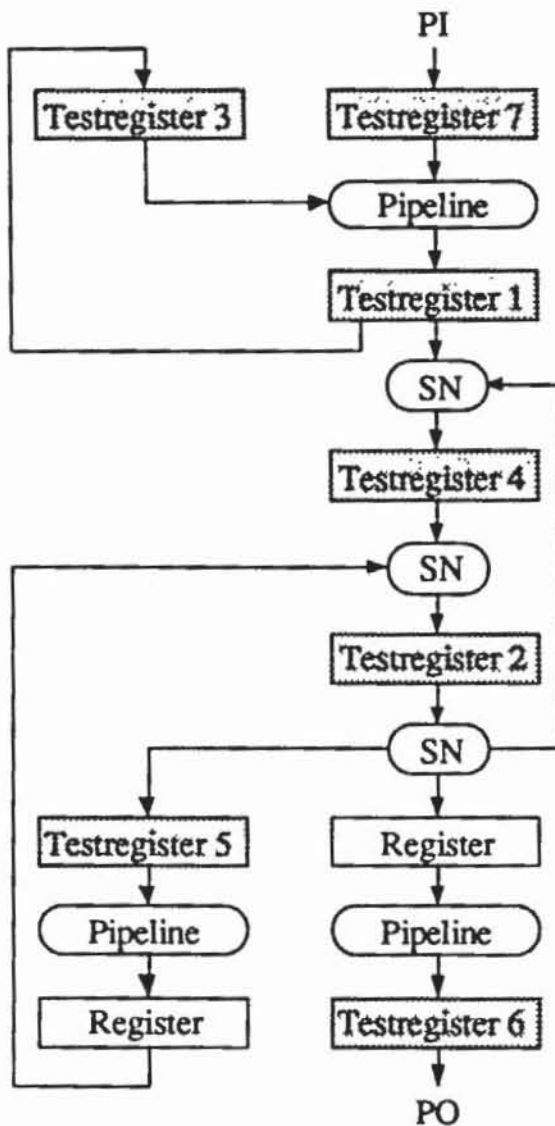 PI
Testregister 3
Testregister 7
Pipeline
Testregister 1
SN
Testregister 4
SN
Testregister 2
SN
Testregister 5
Register
Pipeline
Pipeline
Register
Testregister 6
PO